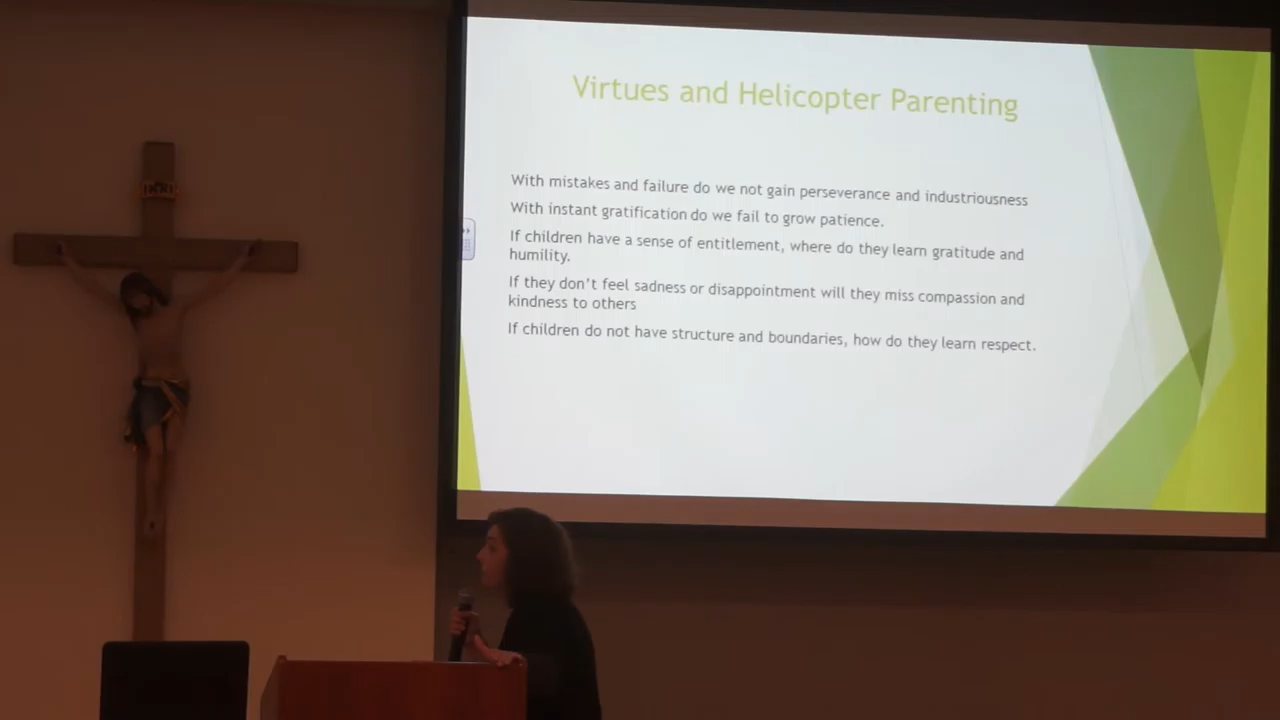 Virtues and Helicopter Parenting
With mistakes and failure do we not gain perseverance and industriousness
With instant gratification do we fail to grow patience.
If children have a sense of entitlement, where do they learn gratitude and
humility.
If they don't feel sadness or disappointment will they miss compassion and
kindness to others
If children do not have structure and boundaries, how do they learn respect.
INRI